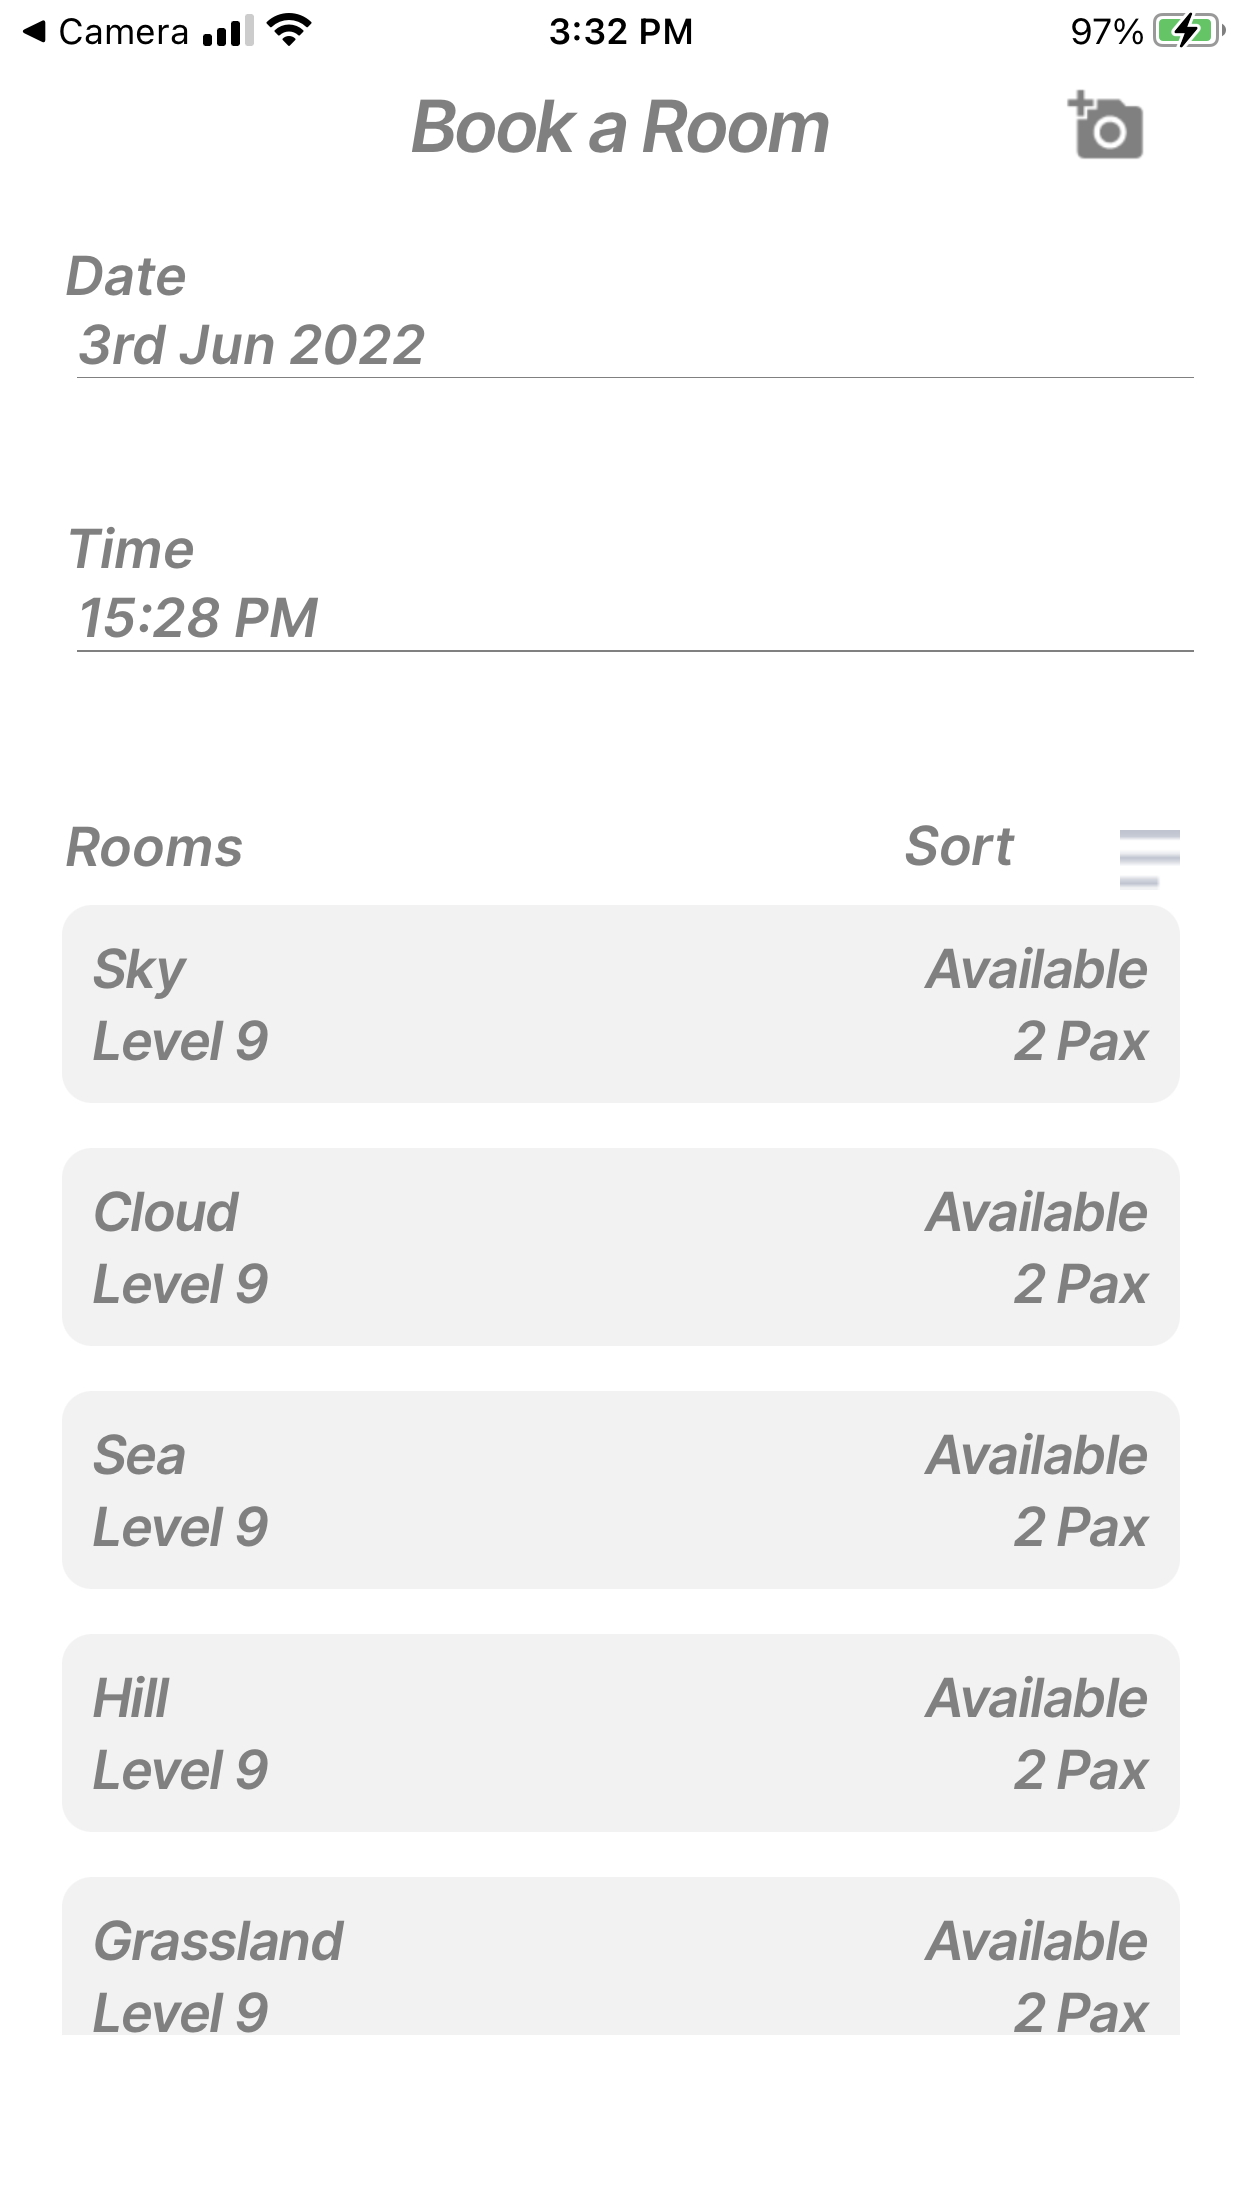 Camera 3:32 PM 97%
Book a Room
Date
3rd Jun 2022
Time
15:28 PM
Rooms Sort
Sky Available
Level 9 2 Pax
Cloud Available
Level 9 2 Pax
Sea Available
Level 9 2 Pax
Hill Available
Level 9 2 Pax
Grassland Available
Level 9 2 Pax